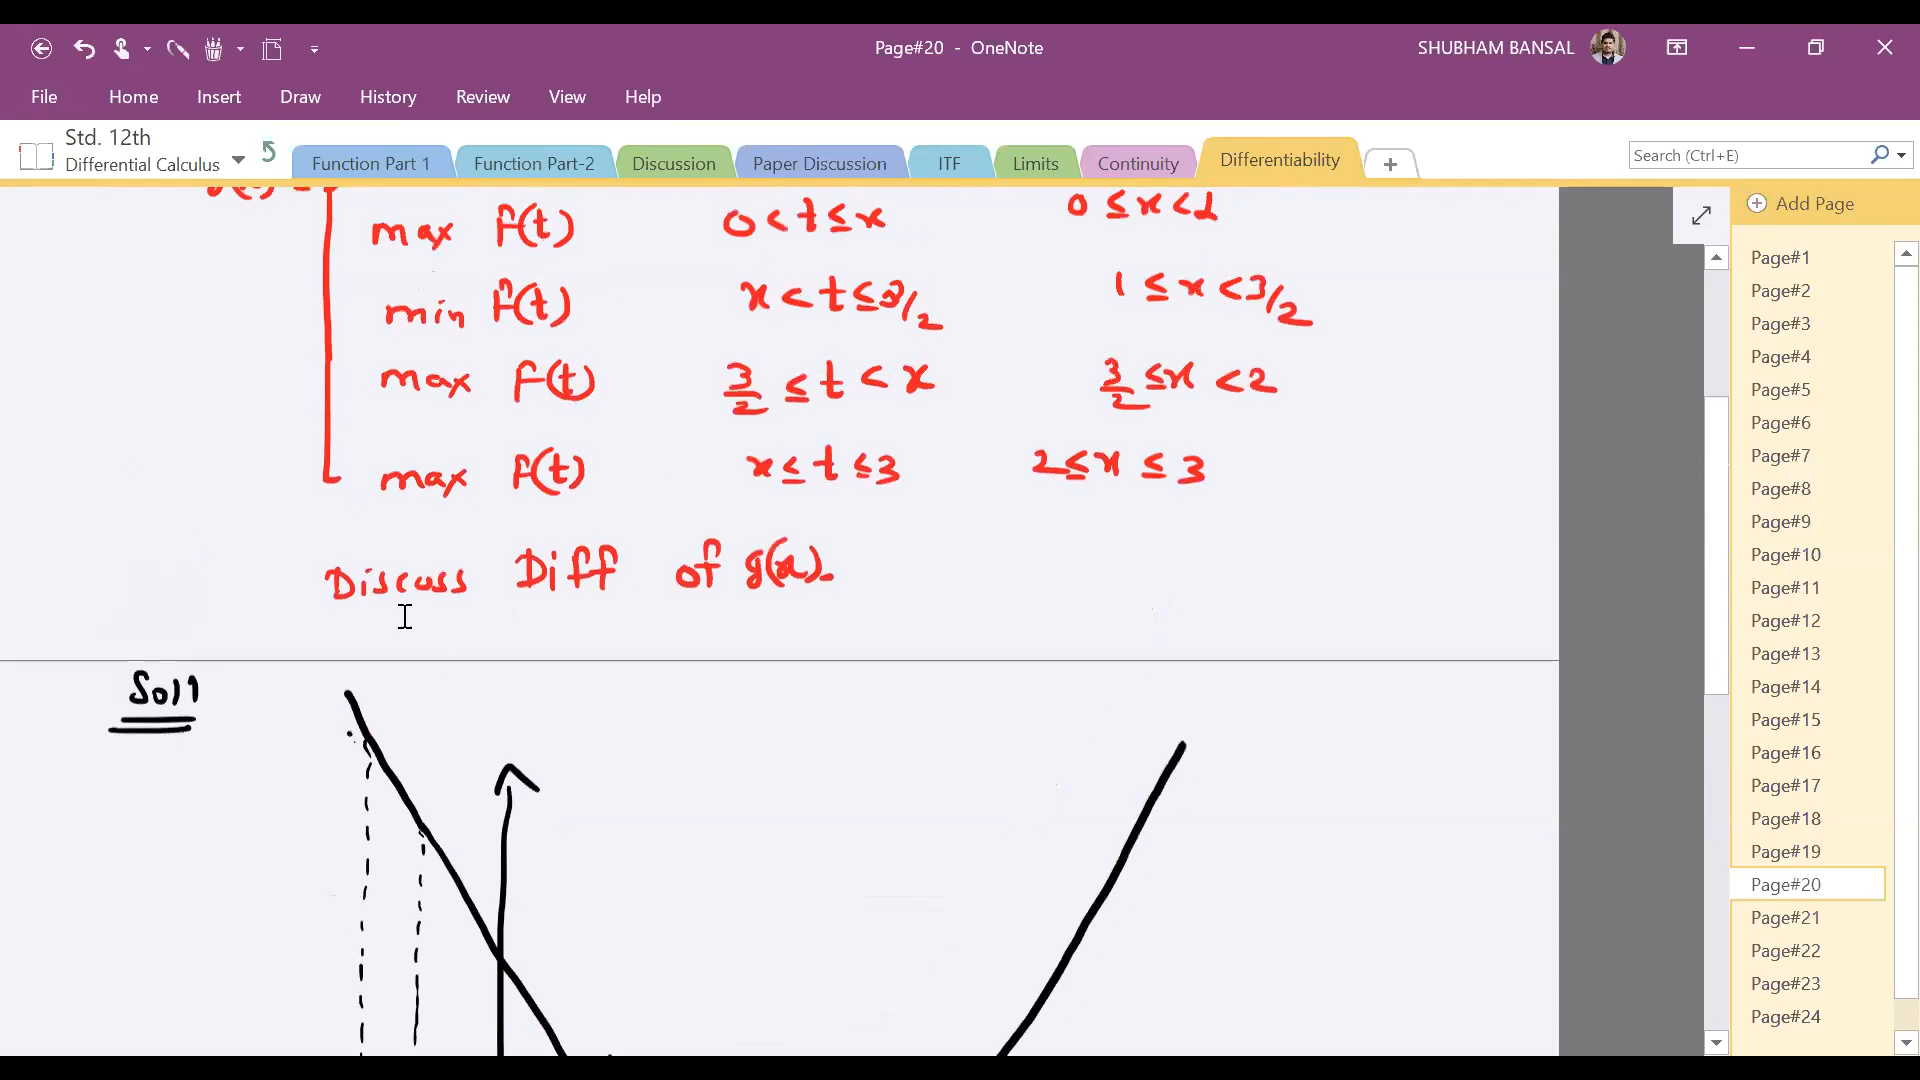 Page#20 - OneNote
SHUBHAM BANSAL
File Home Insert Draw History Review View Help
Std. 12th
Differential Calculus
Function Part 1 Function Part-2 Discussion Paper Discussion ITF Limits Continuity Differentiability
Search (Ctrl+E)
Add Page
max f(t) 0 < t ≤ x 0 ≤ x < 1
min f(t) x < t ≤ 3/2 1 ≤ x < 3/2
max f(t) 3/2 ≤ t < x 3/2 ≤ x < 2
max f(t) x ≤ t ≤ 3 2 ≤ x ≤ 3
Discuss Diff of g(x).
Soln
Page#1
Page#2
Page#3
Page#4
Page#5
Page#6
Page#7
Page#8
Page#9
Page#10
Page#11
Page#12
Page#13
Page#14
Page#15
Page#16
Page#17
Page#18
Page#19
Page#20
Page#21
Page#22
Page#23
Page#24